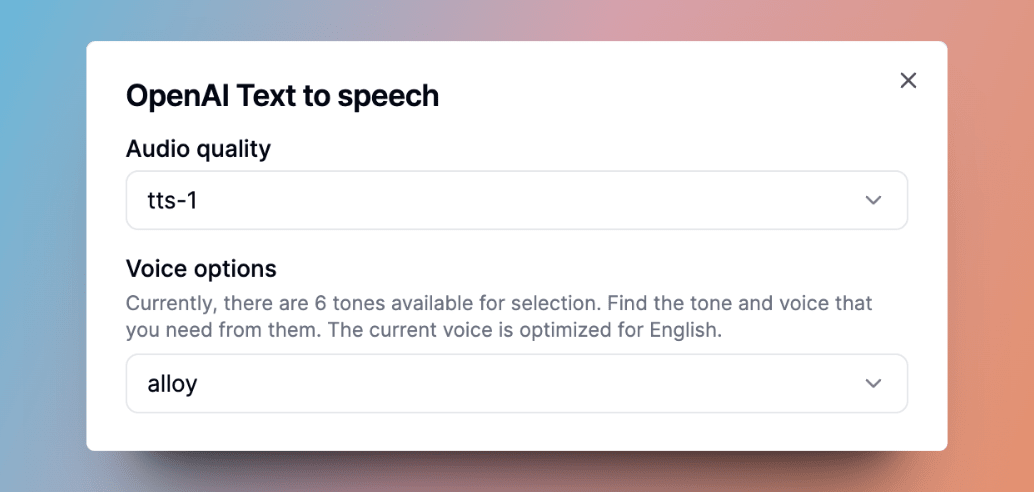 OpenAI Text to speech
Audio quality
tts-1
Voice options
Currently, there are 6 tones available for selection. Find the tone and voice that
you need from them. The current voice is optimized for English.
alloy